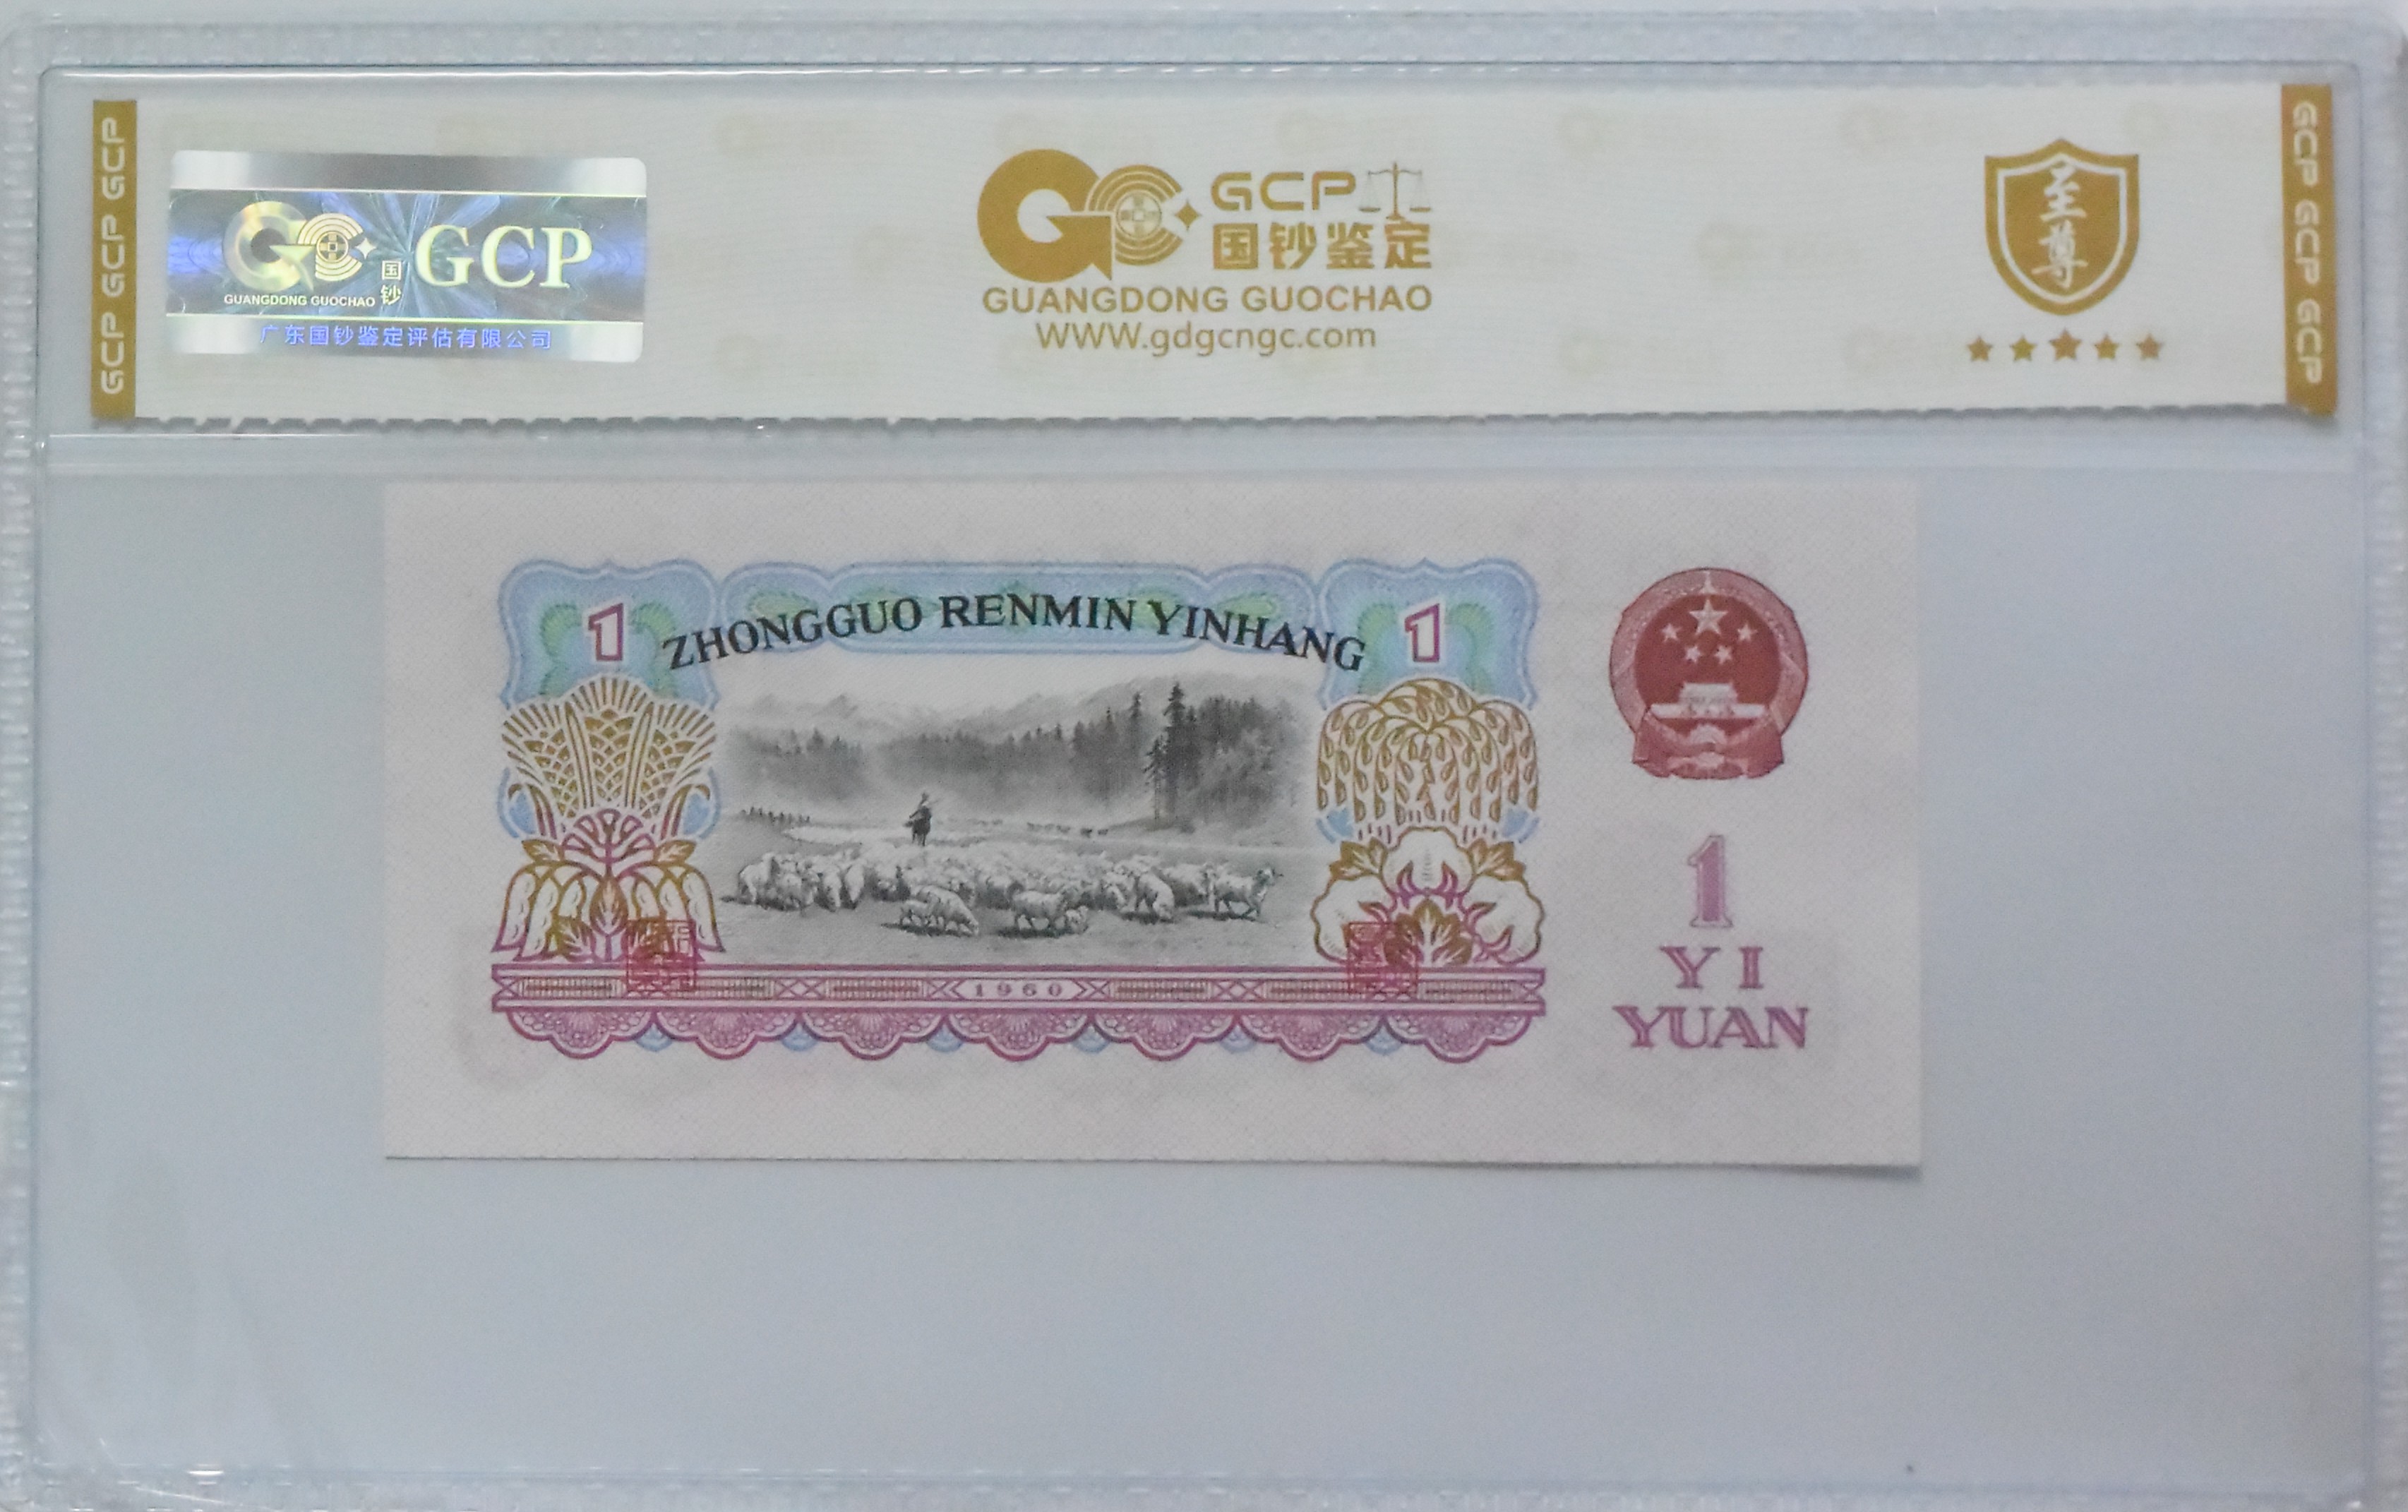 GCP GCP GCP
GCP
国钞
GUANGDONG GUOCHAO
广东国钞鉴定评估有限公司
GCP
国钞鉴定
GUANGDONG GUOCHAO
WWW.gdgcngc.com
至尊
GCP GCP GCP
1
ZHONGGUO RENMIN YINHANG
1
1960
1
YI
YUAN